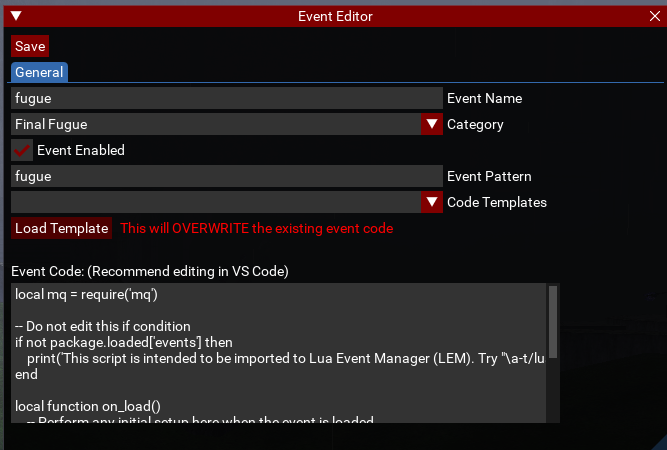 Event Editor
Save
General
fugue Event Name
Final Fugue Category
Event Enabled
fugue Event Pattern
Code Templates
Load Template This will OVERWRITE the existing event code
Event Code: (Recommend editing in VS Code)
local mq = require('mq')
-- Do not edit this if condition
if not package.loaded['events'] then
print('This script is intended to be imported to Lua Event Manager (LEM). Try "\a-t/lu
end
local function on_load()
-- Perform any initial setup here when the event is loaded